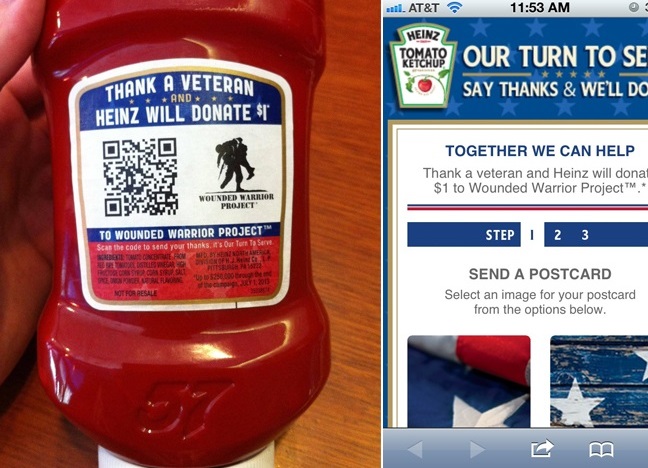 THANK A VETERAN
AND
HEINZ WILL DONATE $1*
WOUNDED WARRIOR
PROJECT
TO WOUNDED WARRIOR PROJECT™
Scan the code to send your thanks. It's Our Turn To Serve.
INGREDIENTS: TOMATO CONCENTRATE FROM
RED RIPE TOMATOES, DISTILLED VINEGAR, HIGH
FRUCTOSE CORN SYRUP, CORN SYRUP, SALT,
SPICE, ONION POWDER, NATURAL FLAVORING.
NOT FOR RESALE
MFD. BY HEINZ NORTH AMERICA
DIVISION OF H.J. Heinz Co., L.P.
PITTSBURGH, PA
*Up to $250,000 through the end
of the campaign, JULY
57
AT&T
11:53 AM
HEINZ
TOMATO
KETCHUP
OUR TURN TO SE
SAY THANKS & WE'LL DO
TOGETHER WE CAN HELP
Thank a veteran and Heinz will donat
$1 to Wounded Warrior Project™.*
STEP 1 2 3
SEND A POSTCARD
Select an image for your postcard
from the options below.